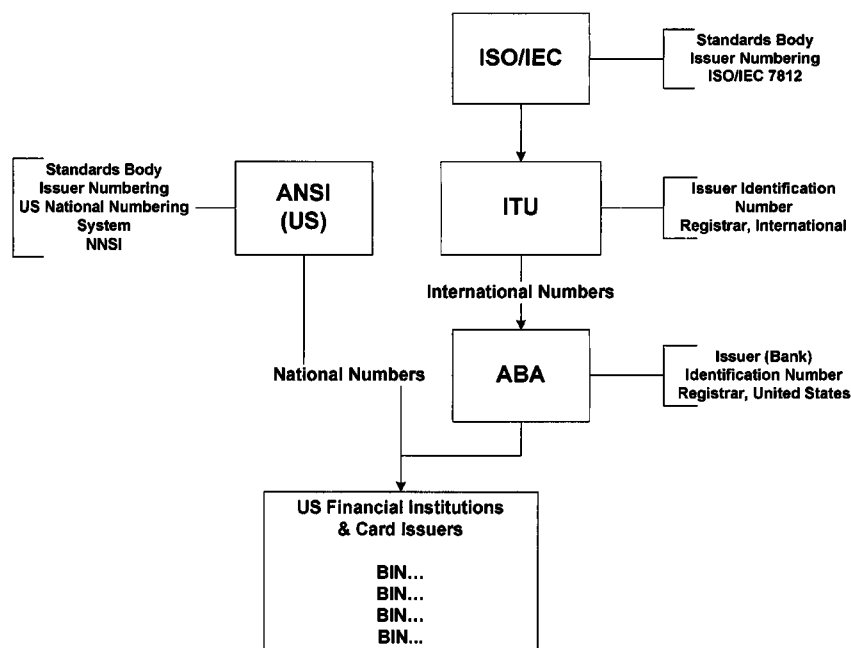 ISO/IEC
Standards Body
Issuer Numbering
ISO/IEC 7812
Standards Body
Issuer Numbering
US National Numbering
System
NNSI
ANSI
(US)
ITU
Issuer Identification
Number
Registrar, International
International Numbers
National Numbers
ABA
Issuer (Bank)
Identification Number
Registrar, United States
US Financial Institutions
& Card Issuers
BIN...
BIN...
BIN...
BIN...